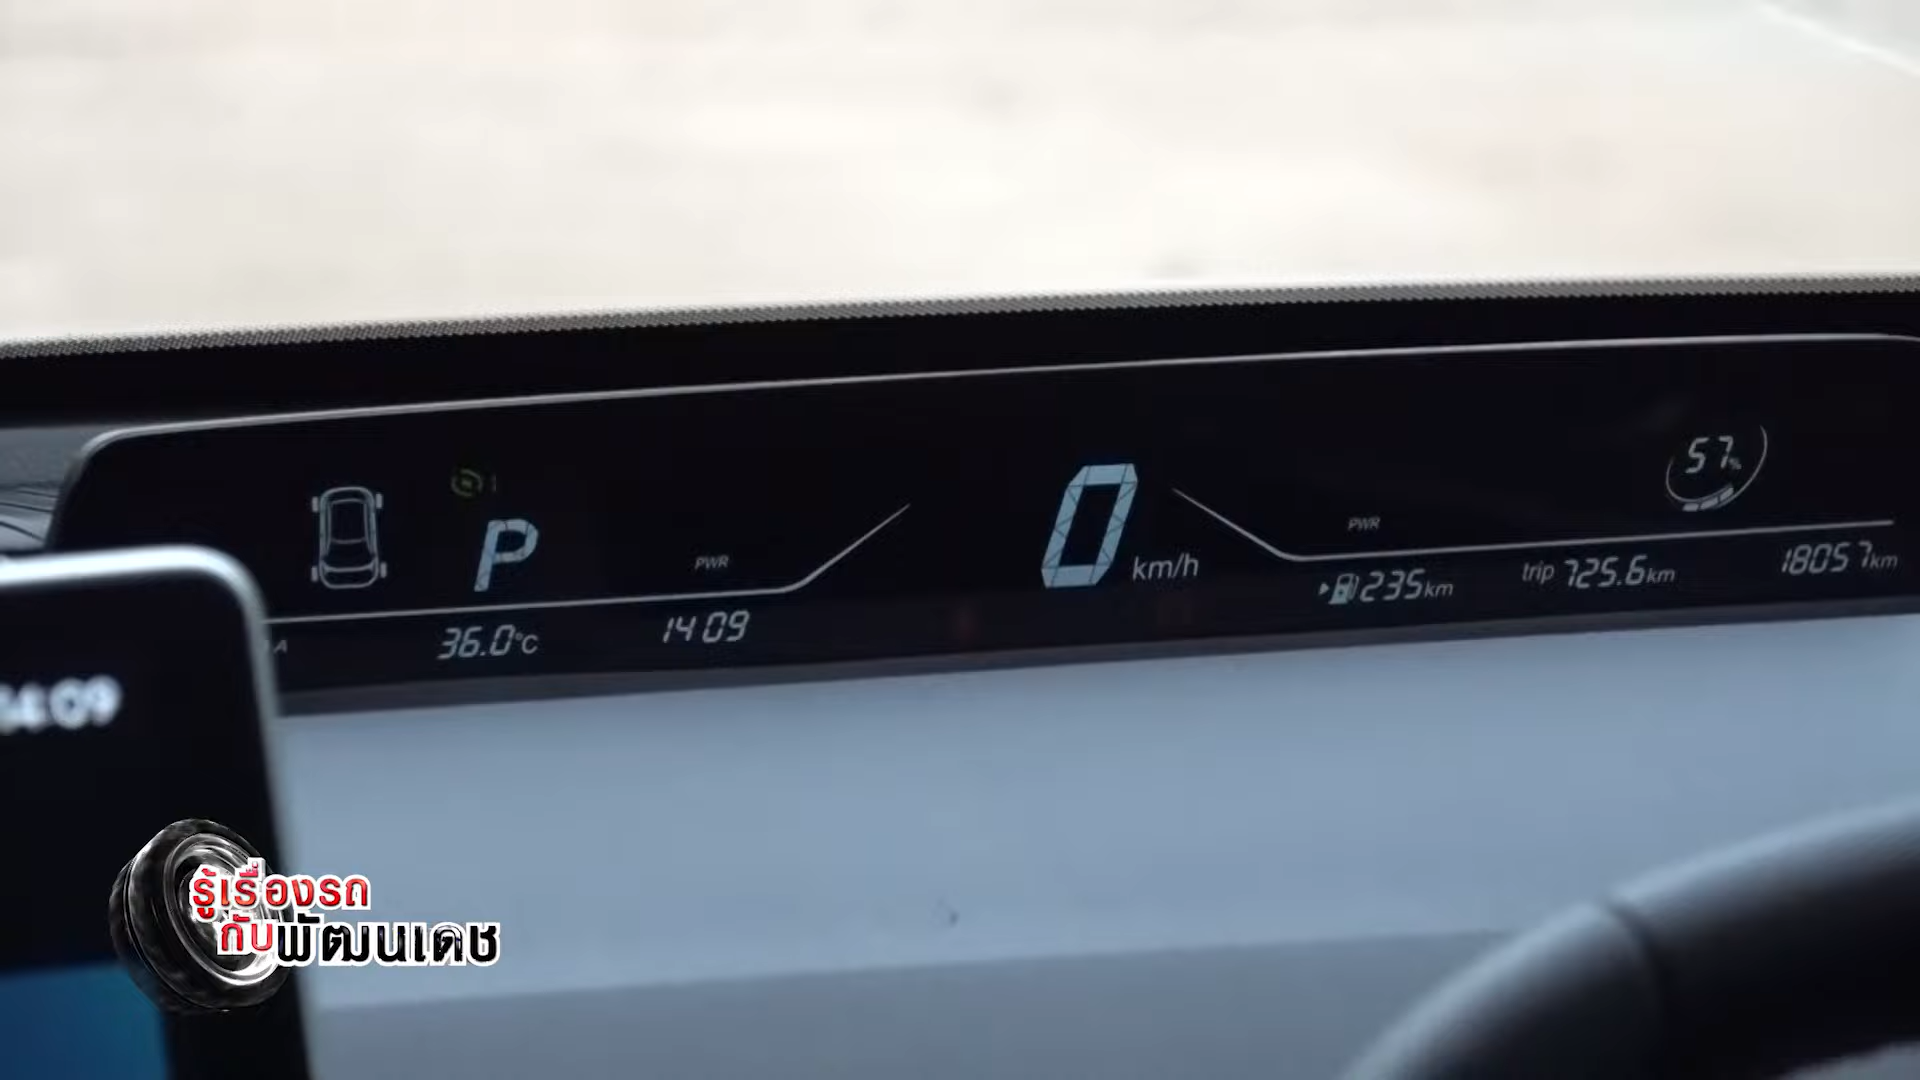 57%
P
PWR
0 km/h
PWR
A
36.0°C
14 09
235km
trip 725.6km
18057km
:09
รู้เรื่องรถ
กับพัฒนเดช